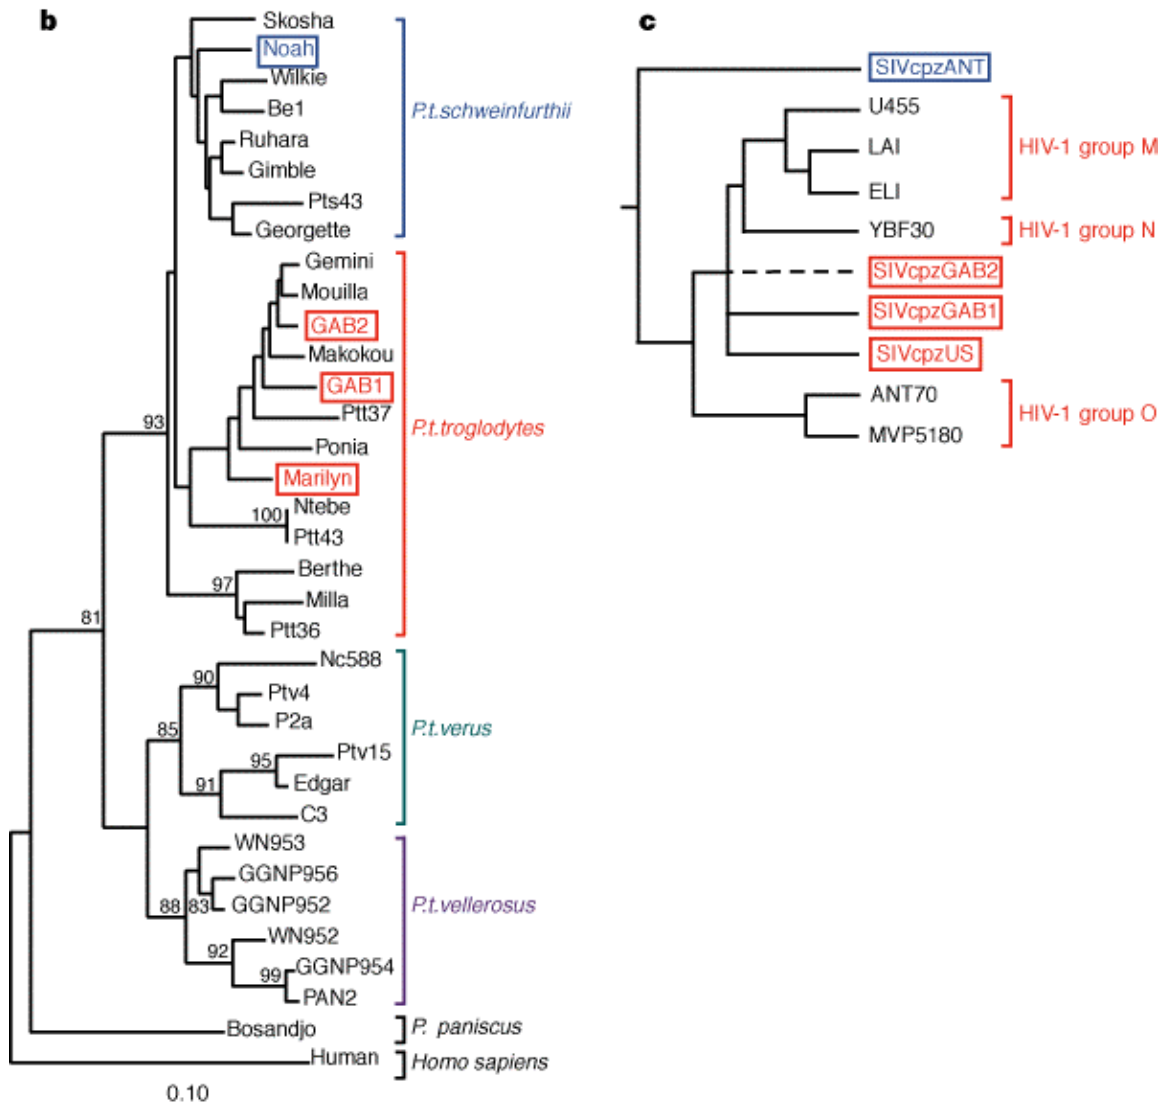 b
Skosha
Noah
Wilkie
Be1
P.t.schweinfurthii
Ruhara
Gimble
Pts43
Georgette
Gemini
Mouilla
GAB2
Makokou
GAB1
Ptt37
93
P.t.troglodytes
Ponia
Marilyn
Ntebe
100
Ptt43
Berthe
97
Milla
81
Ptt36
Nc588
90
Ptv4
P2a
85
P.t.verus
Ptv15
95
91
Edgar
C3
WN953
GGNP956
88
83
GGNP952
P.t.vellerosus
WN952
92
GGNP954
99
PAN2
Bosandjo
P. paniscus
Human
Homo sapiens
0.10
c
SIVcpzANT
U455
LAI
HIV-1 group M
ELI
YBF30
HIV-1 group N
SIVcpzGAB2
SIVcpzGAB1
SIVcpzUS
ANT70
HIV-1 group O
MVP5180